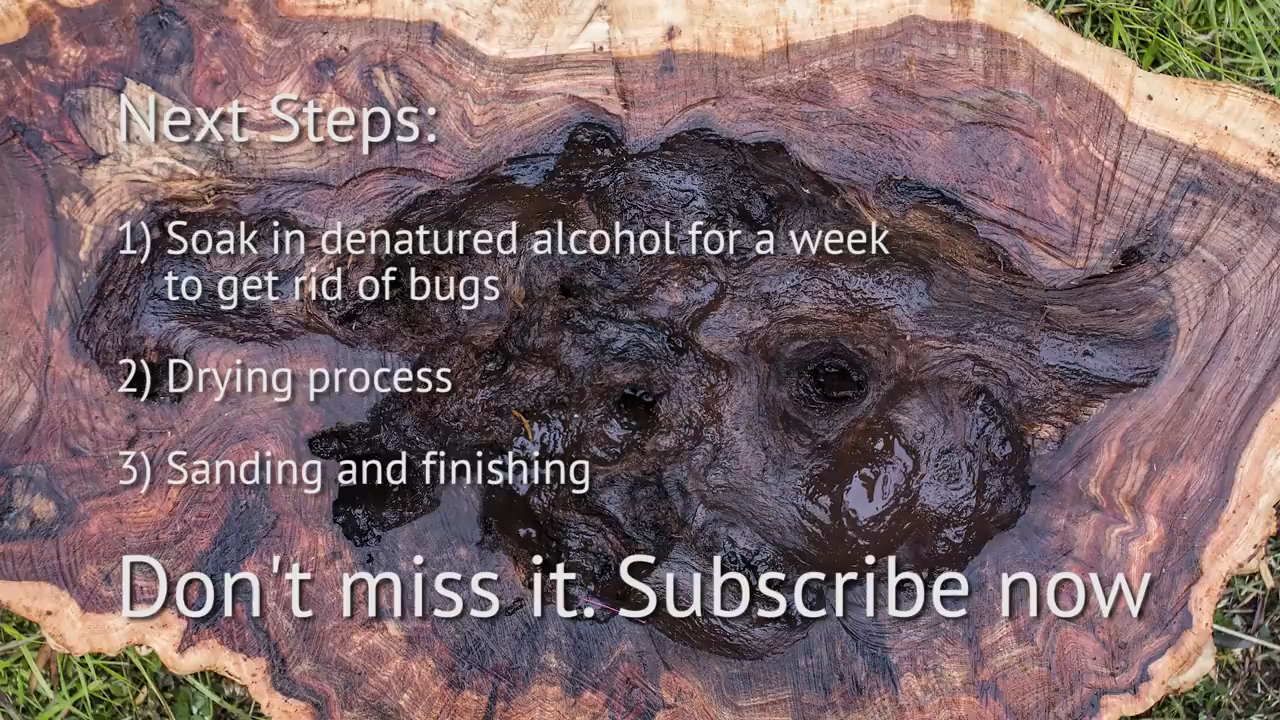 Next Steps:
1) Soak in denatured alcohol for a week
to get rid of bugs
2) Drying process
3) Sanding and finishing
Don't miss it. Subscribe now